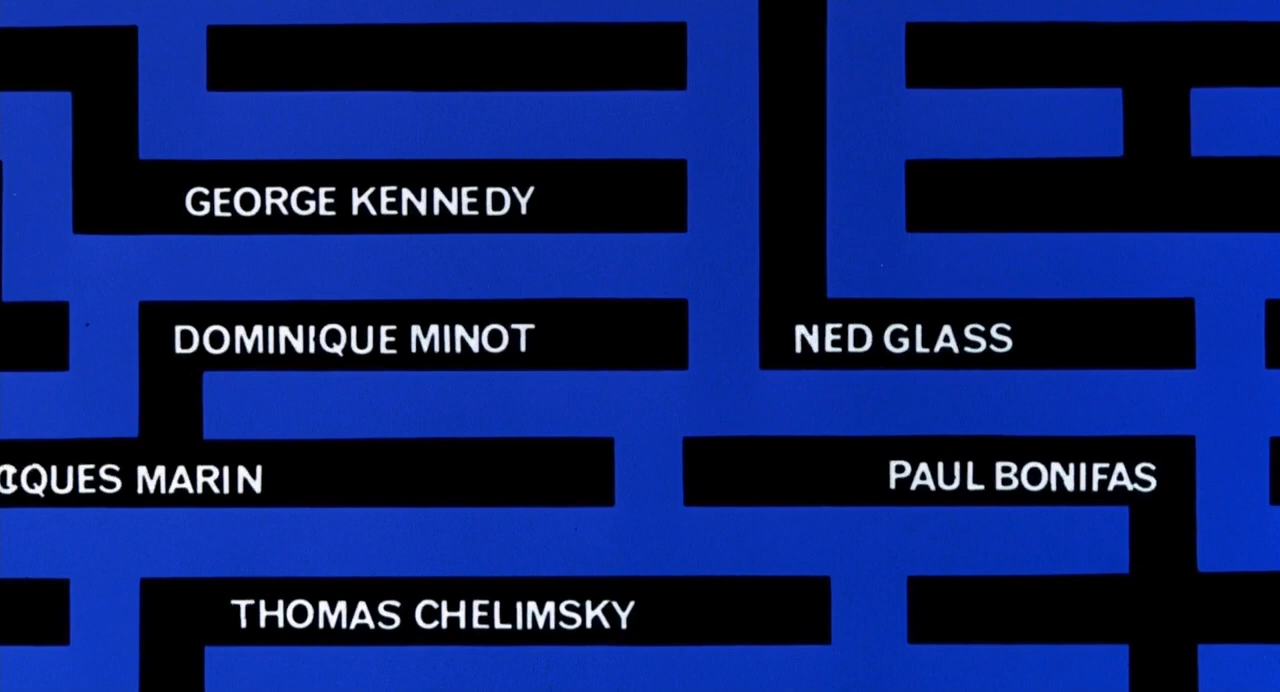 GEORGE KENNEDY
DOMINIQUE MINOT
NED GLASS
CQUES MARIN
PAUL BONIFAS
THOMAS CHELIMSKY